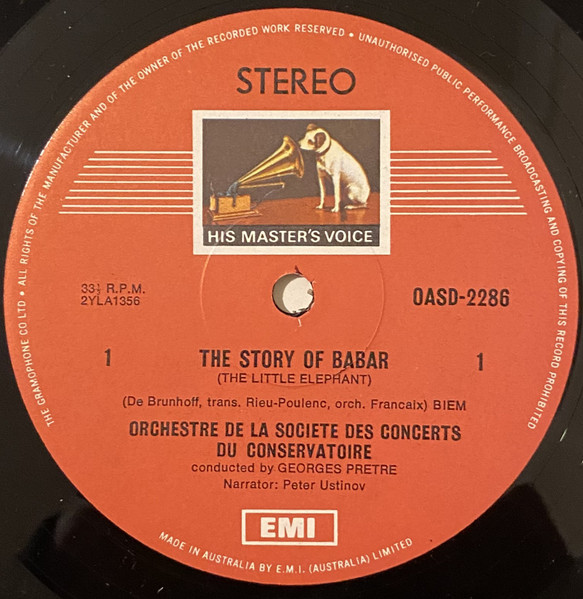 THE GRAMOPHONE CO LTD • ALL RIGHTS OF THE MANUFACTURER AND OF THE OWNER OF THE RECORDED WORK RESERVED • UNAUTHORISED PUBLIC PERFORMANCE BROADCASTING AND COPYING OF THIS RECORD PROHIBITED
STEREO
HIS MASTER'S VOICE
33⅓ R.P.M.
2YLA1356
OASD-2286
1 THE STORY OF BABAR 1
(THE LITTLE ELEPHANT)
(De Brunhoff, trans. Rieu-Poulenc, orch. Francaix) BIEM
ORCHESTRE DE LA SOCIETE DES CONCERTS
DU CONSERVATOIRE
conducted by GEORGES PRETRE
Narrator: Peter Ustinov
EMI
MADE IN AUSTRALIA BY E.M.I. (AUSTRALIA) LIMITED